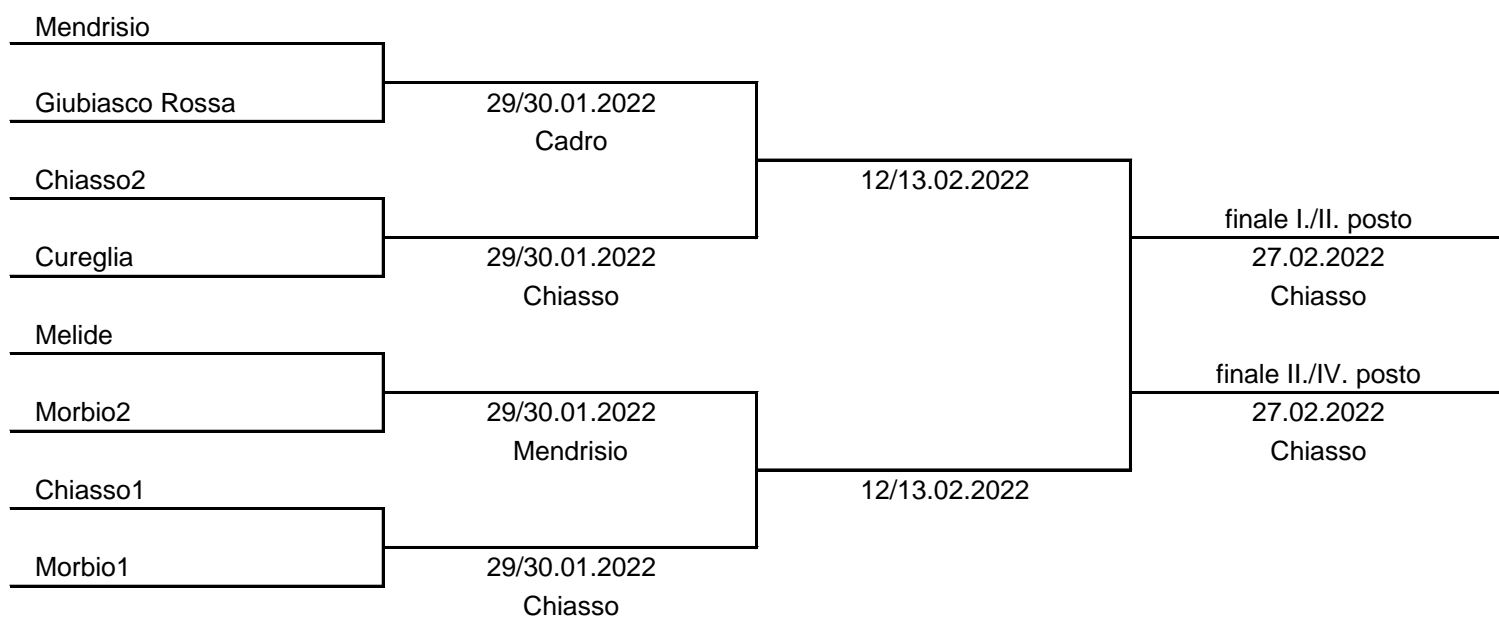 Mendrisio
Giubiasco Rossa
29/30.01.2022
Cadro
Chiasso2
12/13.02.2022
finale I./II. posto
Cureglia
29/30.01.2022
27.02.2022
Chiasso
Chiasso
Melide
finale II./IV. posto
Morbio2
29/30.01.2022
27.02.2022
Mendrisio
Chiasso
Chiasso1
12/13.02.2022
Morbio1
29/30.01.2022
Chiasso